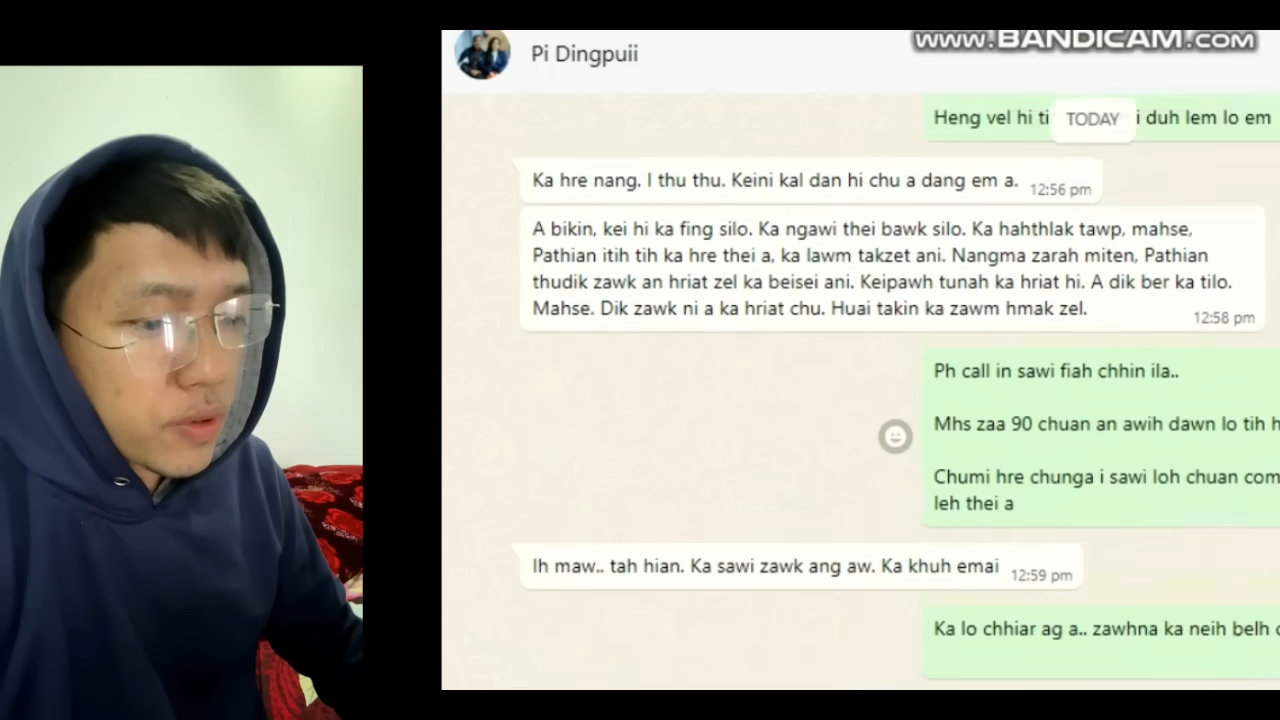 www.BANDICAM.com
Pi Dingpuii
Heng vel hi ti
TODAY
i duh lem lo em
Ka hre nang. I thu thu. Keini kal dan hi chu a dang em a.
12:56 pm
A bikin, kei hi ka fing silo. Ka ngawi thei bawk silo. Ka hahthlak tawp, mahse,
Pathian itih tih ka hre thei a, ka lawm takzet ani. Nangma zarah miten, Pathian
thudik zawk an hriat zel ka beisei ani. Keipawh tunah ka hriat hi. A dik ber ka tilo.
Mahse. Dik zawk ni a ka hriat chu. Huai takin ka zawm hmak zel.
12:58 pm
Ph call in sawi fiah chhin ila..
Mhs zaa 90 chuan an awih dawn lo tih h
Chumi hre chunga i sawi loh chuan com
leh thei a
Ih maw.. tah hian. Ka sawi zawk ang aw. Ka khuh emai
12:59 pm
Ka lo chhiar ag a.. zawhna ka neih belh